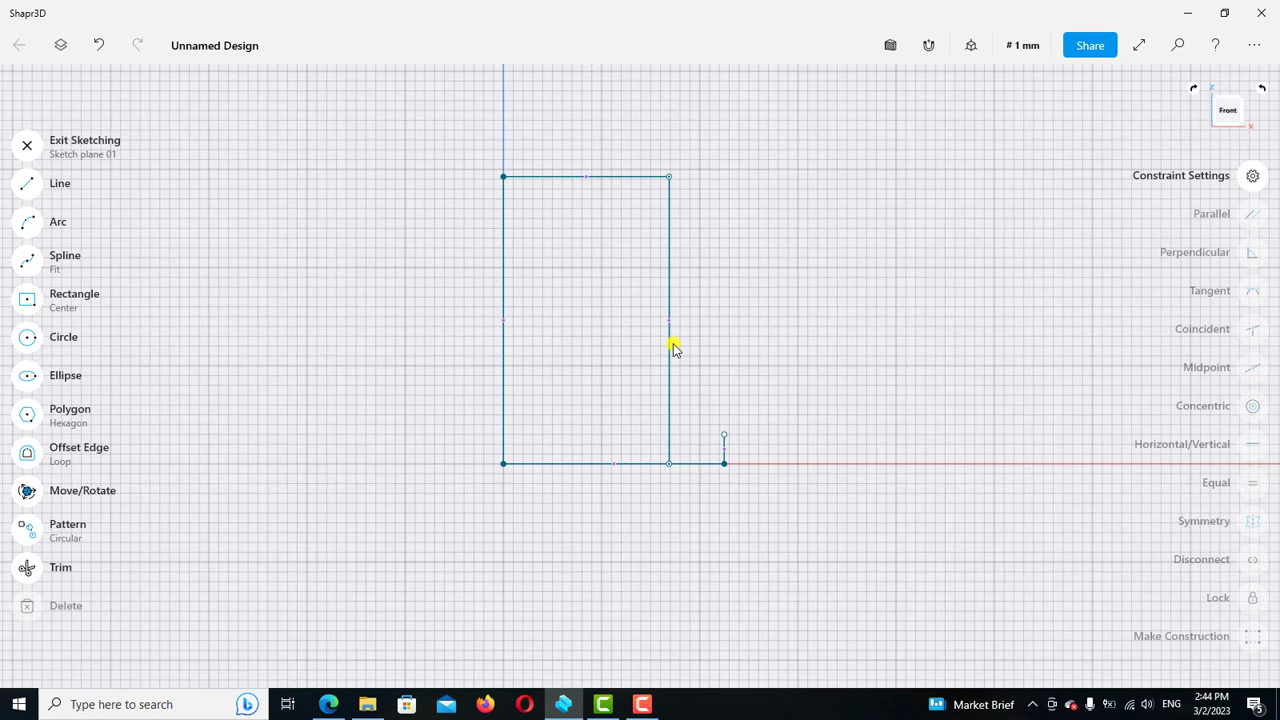 Shapr3D
Unnamed Design
# 1 mm
Share
?
Z
Front
X
Exit Sketching
Sketch plane 01
Line
Arc
Spline
Fit
Rectangle
Center
Circle
Ellipse
Polygon
Hexagon
Offset Edge
Loop
Move/Rotate
Pattern
Circular
Trim
Delete
Constraint Settings
Parallel
Perpendicular
Tangent
Coincident
Midpoint
Concentric
Horizontal/Vertical
Equal
Symmetry
Disconnect
Lock
Make Construction
Type here to search
Market Brief
ENG
2:44 PM
3/2/2023